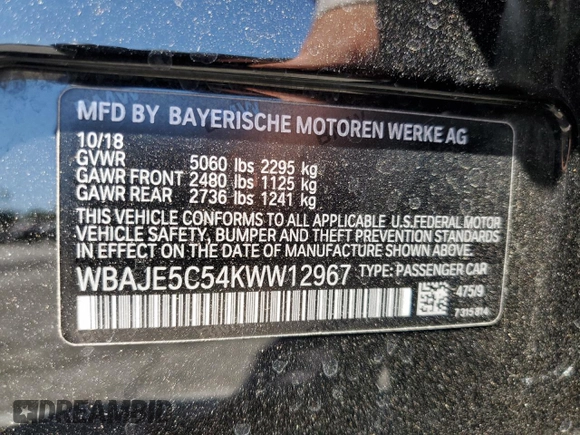 MFD BY BAYERISCHE MOTOREN WERKE AG
10/18
GVWR 5060 lbs 2295 kg
GAWR FRONT 2480 lbs 1125 kg
GAWR REAR 2736 lbs 1241 kg
THIS VEHICLE CONFORMS TO ALL APPLICABLE U.S.FEDERAL MOTOR
VEHICLE SAFETY, BUMPER AND THEFT PREVENTION STANDARDS
IN EFFECT ON THE DATE OF MANUFACTURE SHOWN ABOVE.
WBAJE5C54KWW12967 TYPE: PASSENGER CAR
475/9
7315814
DREAMBID